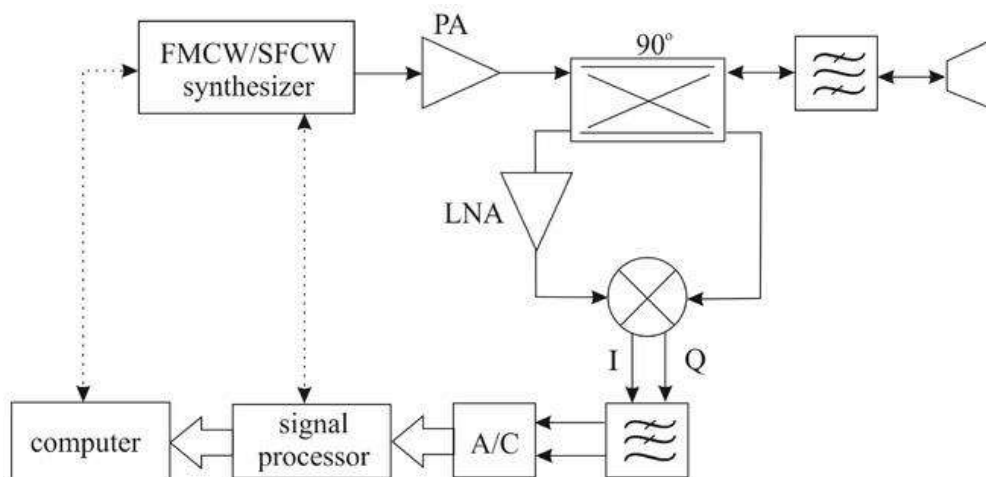 PA
FMCW/SFCW
synthesizer
90°
LNA
I
Q
computer
signal
processor
A/C